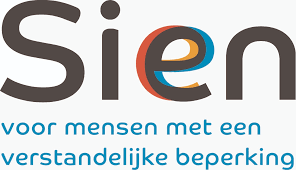 Sien
voor mensen met een
verstandelijke beperking